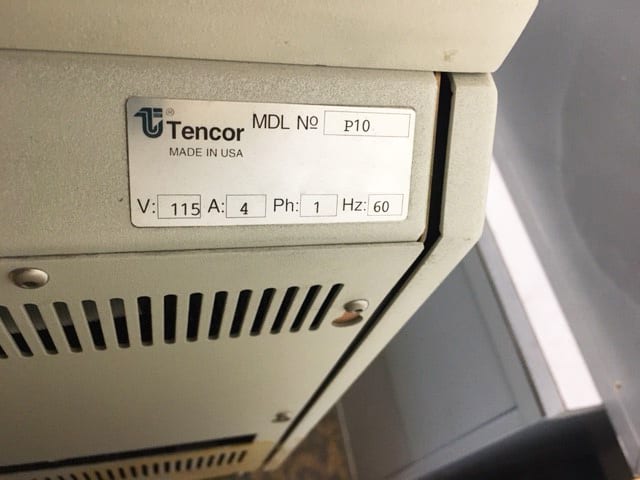 ® Tencor MDL Nº P10
MADE IN USA
V: 115 A: 4 Ph: 1 Hz: 60